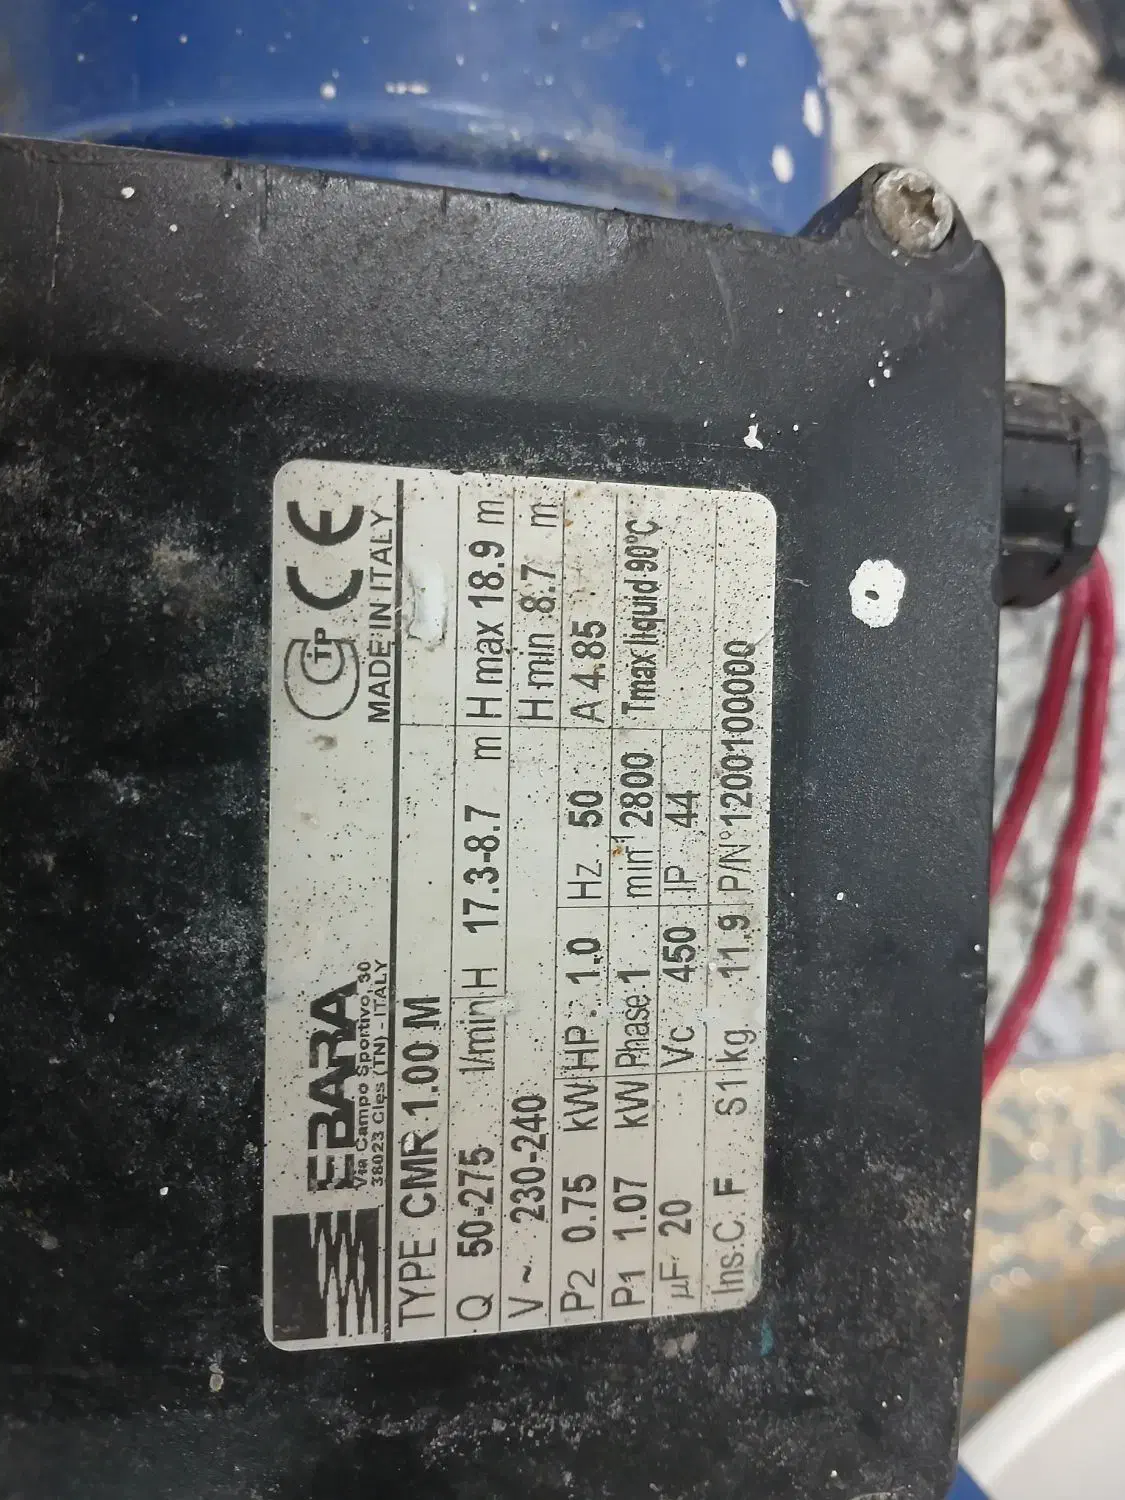 EBARA
Via Campo Sportivo, 30
38023 Cles (TN) - ITALY
TP
CE
MADE IN ITALY
TYPE CMR 1.00 M
Q 50-275 l/min H 17.3-8.7 m H max 18.9 m
V ~ 230-240 H min 8.7 m
P2 0.75 kW HP 1.0 Hz 50 A 4.85
P1 1.07 kW Phase 1 min-1 2800 Tmax liquid 90°C
µF 20 Vc 450 IP 44
Ins.C. F S1 kg 11.9 P/N° 1200100000